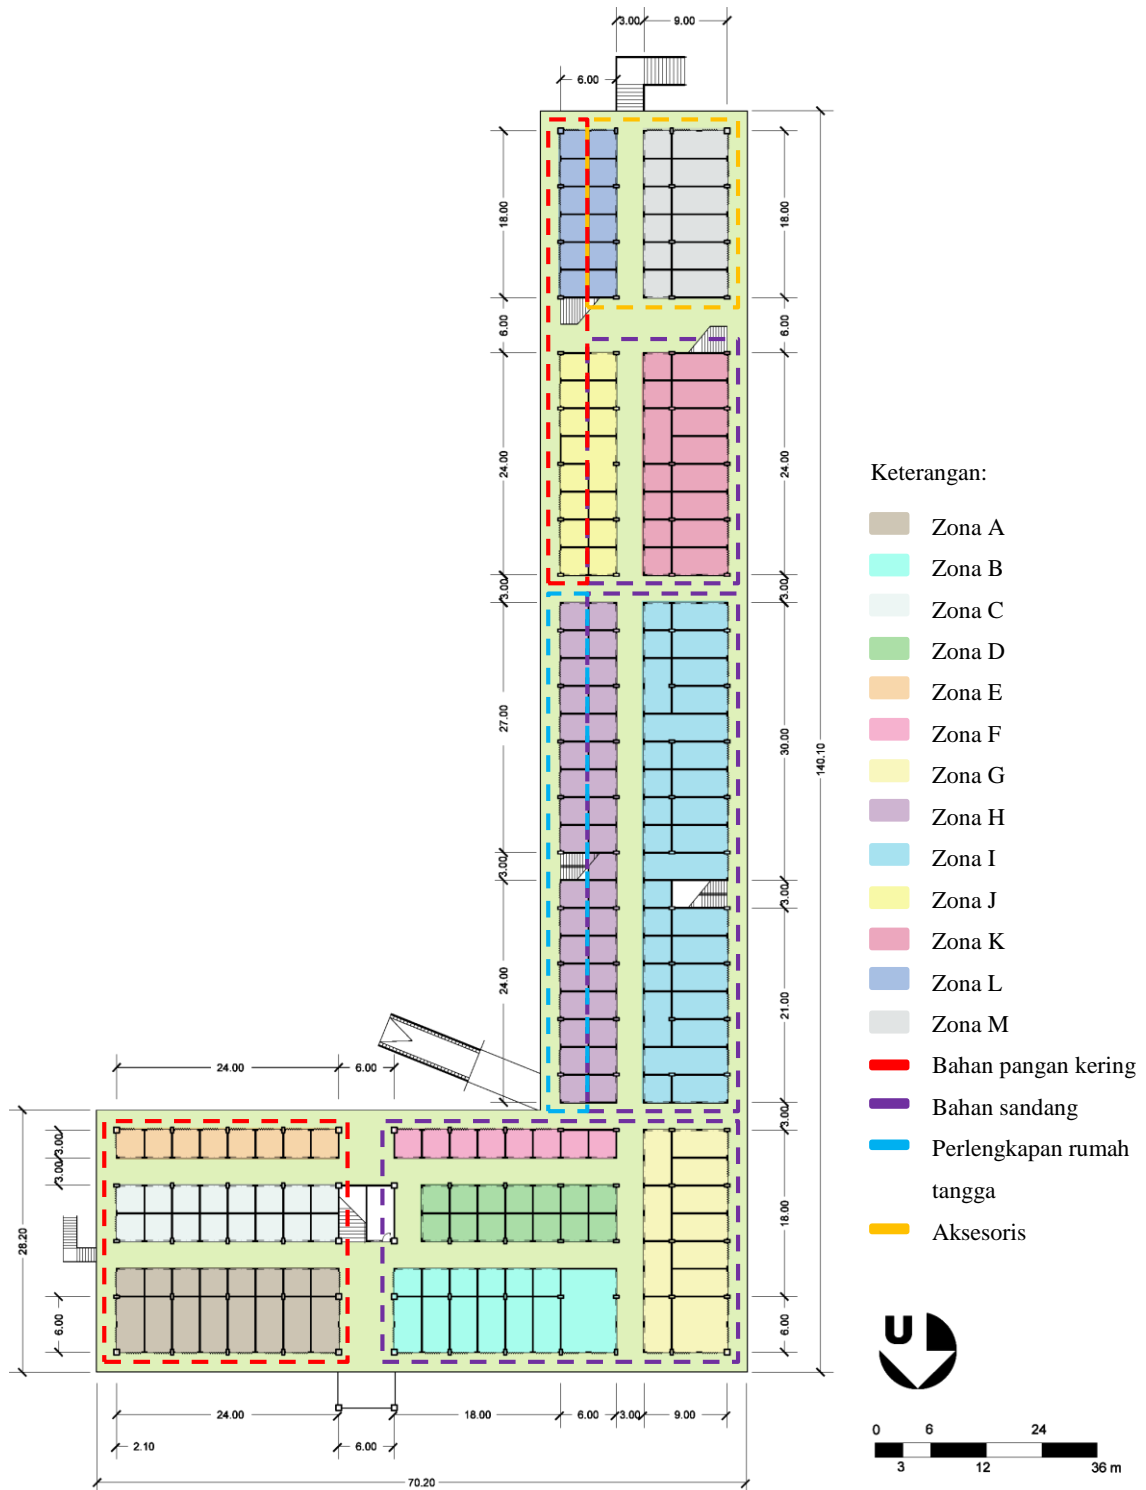 3.00 9.00
6.00
18.00 18.00
6.00 6.00
24.00 24.00
3.00 3.00
27.00 30.00 140.10
3.00 3.00
24.00 21.00
24.00 6.00
3.00
3.00
3.00
18.00
28.20
6.00 6.00
24.00 18.00 6.00 3.00 9.00
2.10 6.00
70.20
Keterangan:
Zona A
Zona B
Zona C
Zona D
Zona E
Zona F
Zona G
Zona H
Zona I
Zona J
Zona K
Zona L
Zona M
Bahan pangan kering
Bahan sandang
Perlengkapan rumah
tangga
Aksesoris
U
0 6 24
3 12 36 m